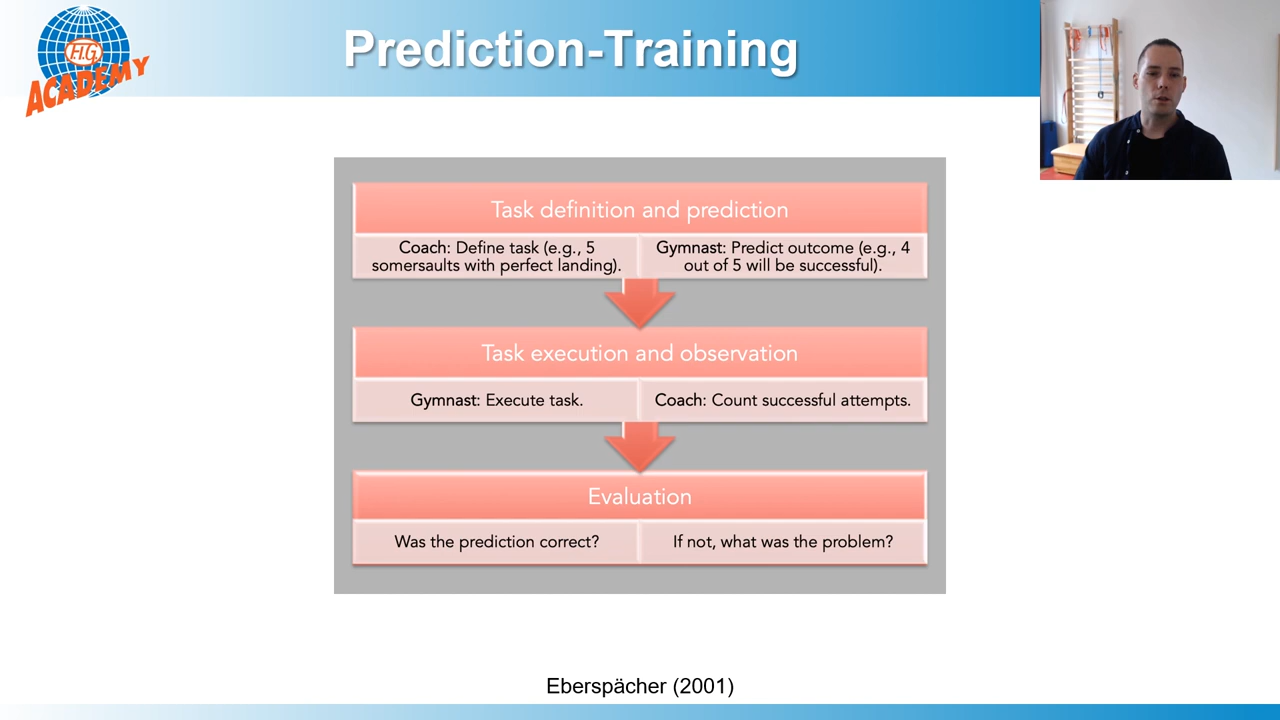 F.I.G.
ACADEMY
Prediction-Training
Task definition and prediction
Coach: Define task (e.g., 5
somersaults with perfect landing).
Gymnast: Predict outcome (e.g., 4
out of 5 will be successful).
Task execution and observation
Gymnast: Execute task.
Coach: Count successful attempts.
Evaluation
Was the prediction correct?
If not, what was the problem?
Eberspächer (2001)